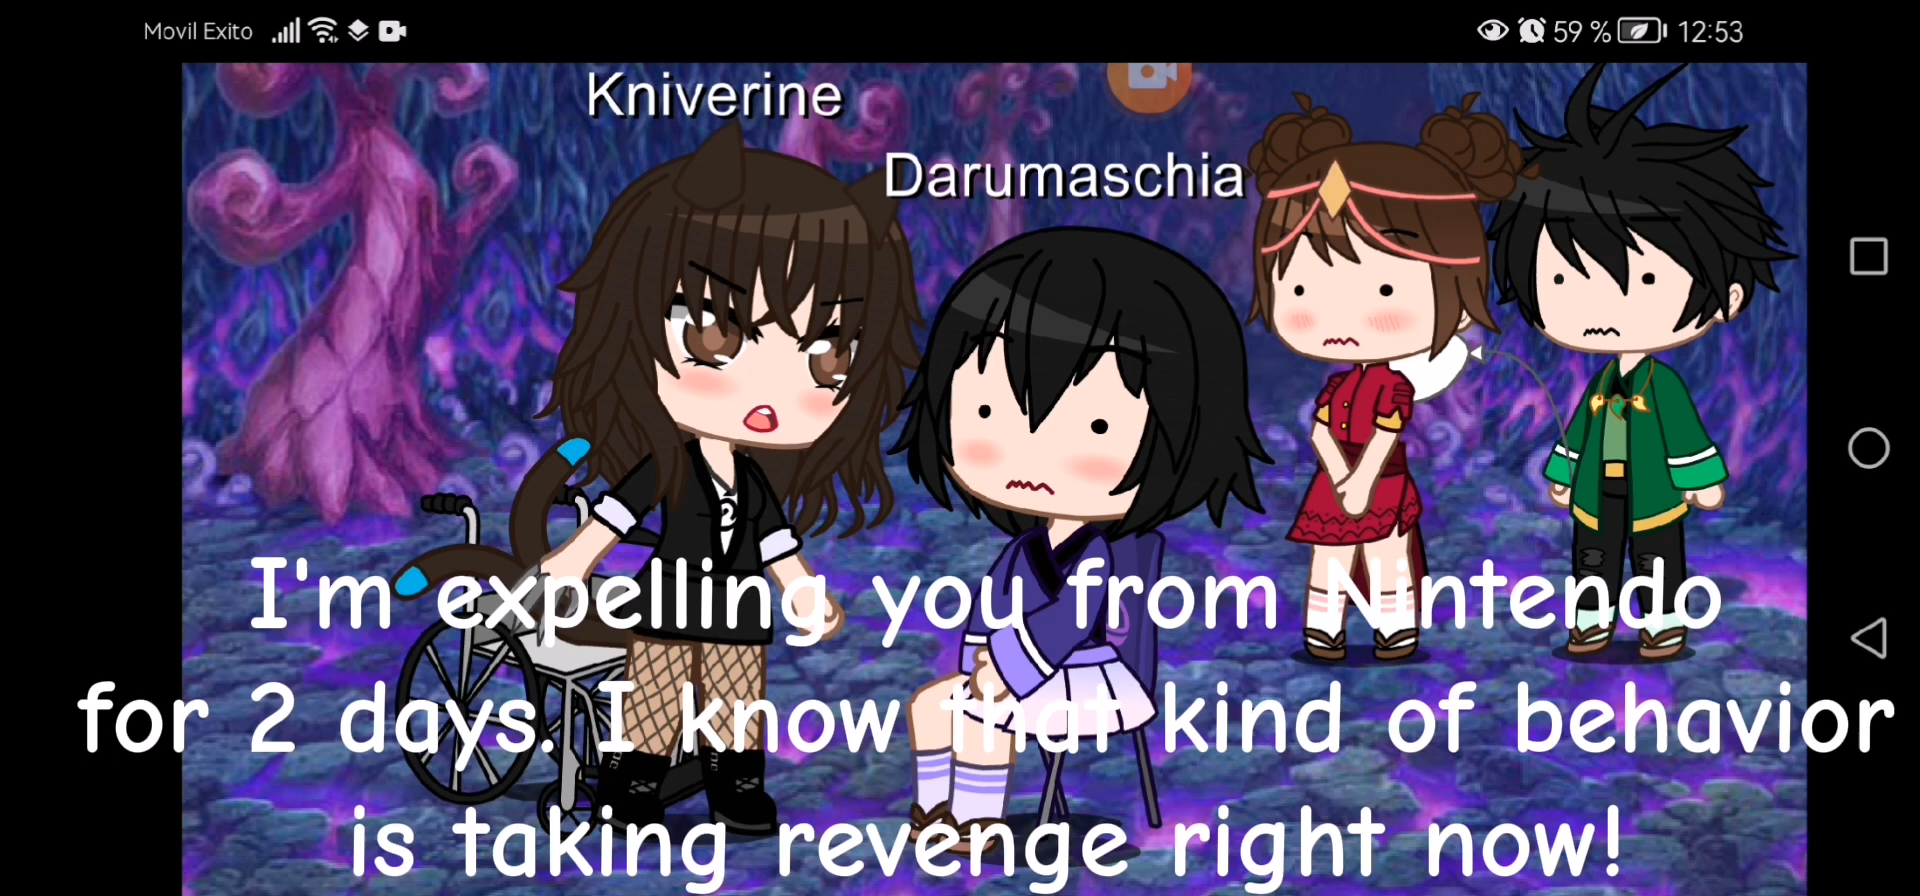 Movil Exito
59 % 12:53
Kniverine
Darumaschia
I'm expelling you from Nintendo
for 2 days. I know that kind of behavior
is taking revenge right now!